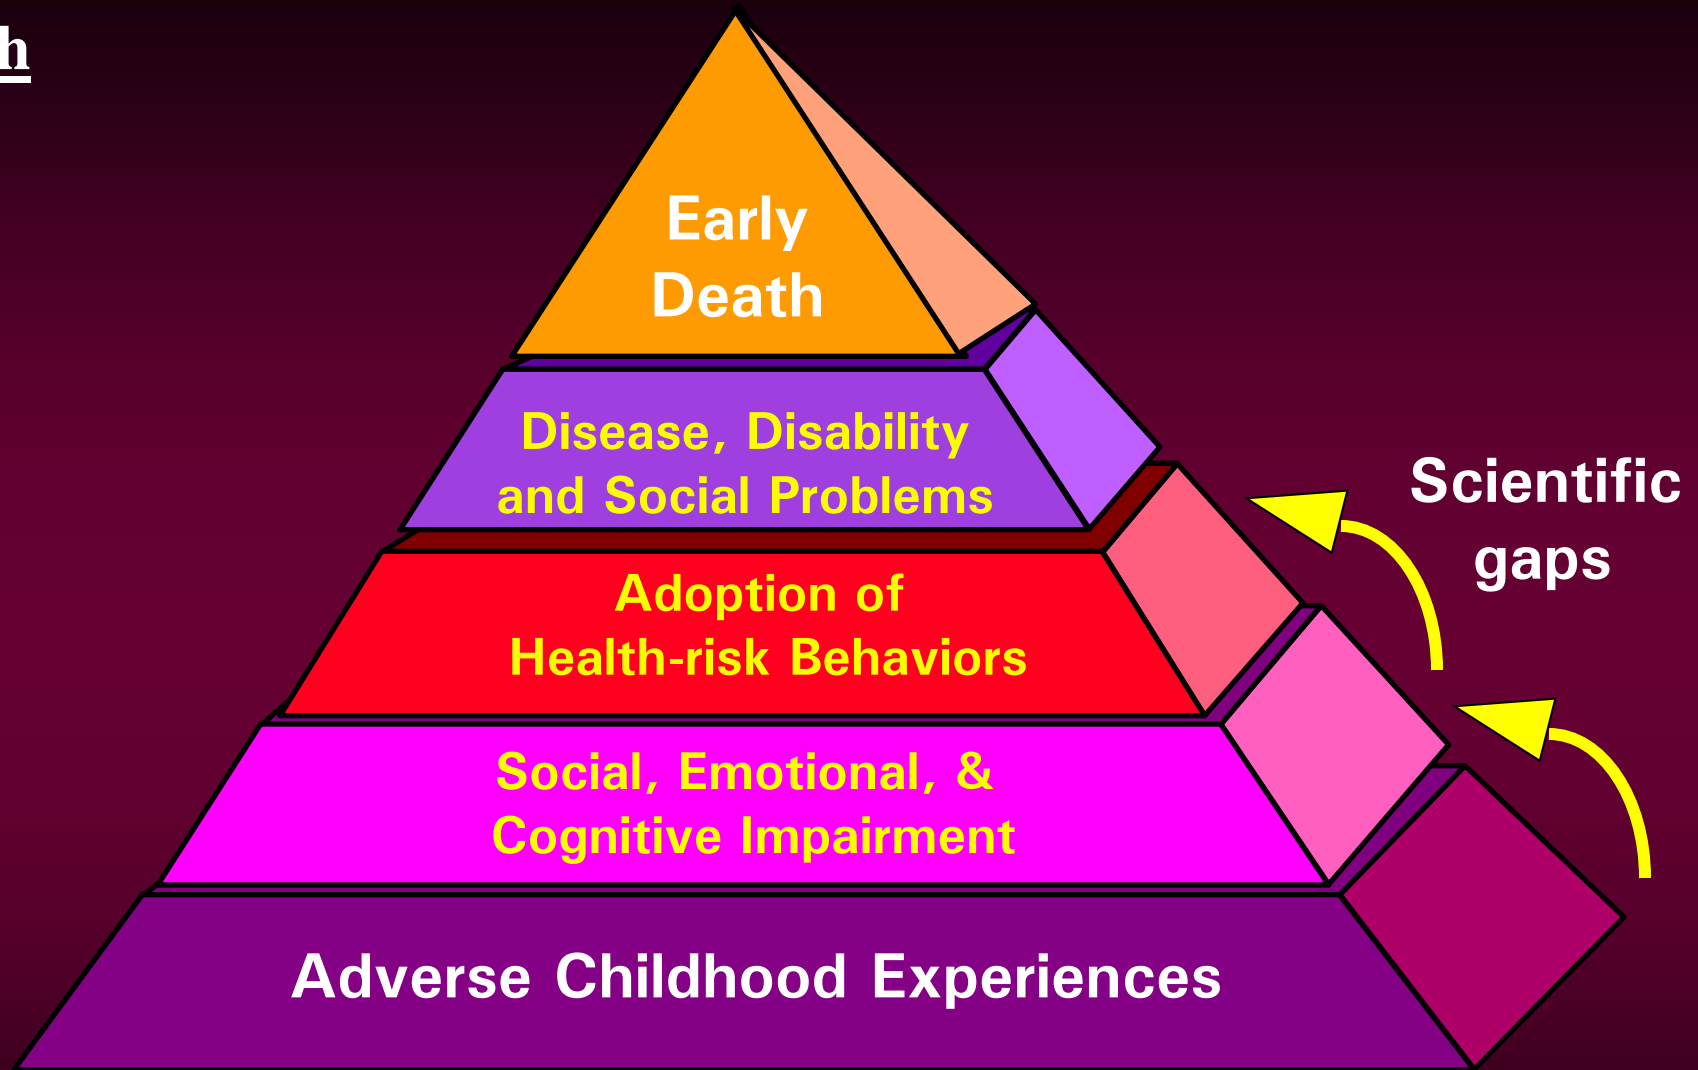 h
Early
Death
Disease, Disability
and Social Problems
Scientific
gaps
Adoption of
Health-risk Behaviors
Social, Emotional, &
Cognitive Impairment
Adverse Childhood Experiences